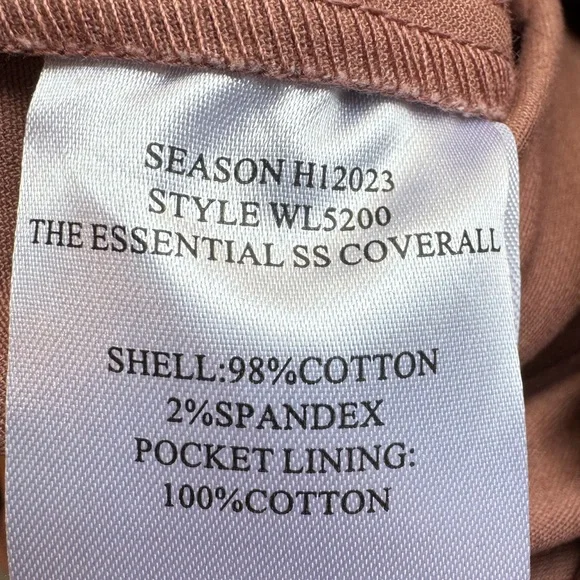 SEASON H12023
STYLE WL5200
THE ESSENTIAL SS COVERALL
SHELL:98%COTTON
2%SPANDEX
POCKET LINING:
100%COTTON